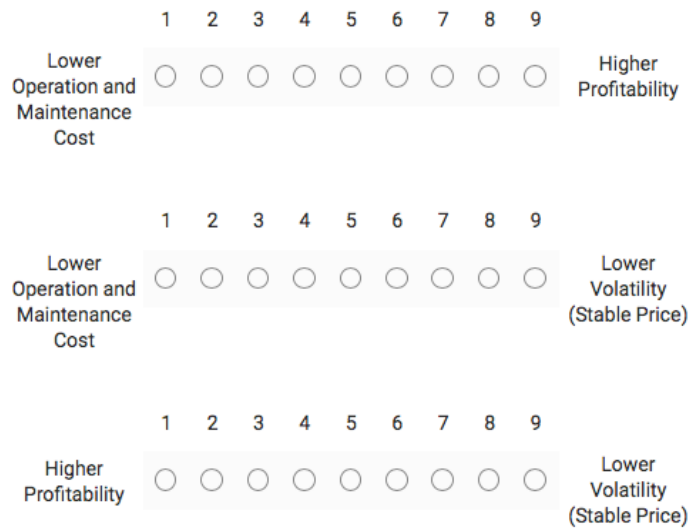 1 2 3 4 5 6 7 8 9
Lower
Operation and
Maintenance
Cost
Higher
Profitability
1 2 3 4 5 6 7 8 9
Lower
Operation and
Maintenance
Cost
Lower
Volatility
(Stable Price)
1 2 3 4 5 6 7 8 9
Higher
Profitability
Lower
Volatility
(Stable Price)